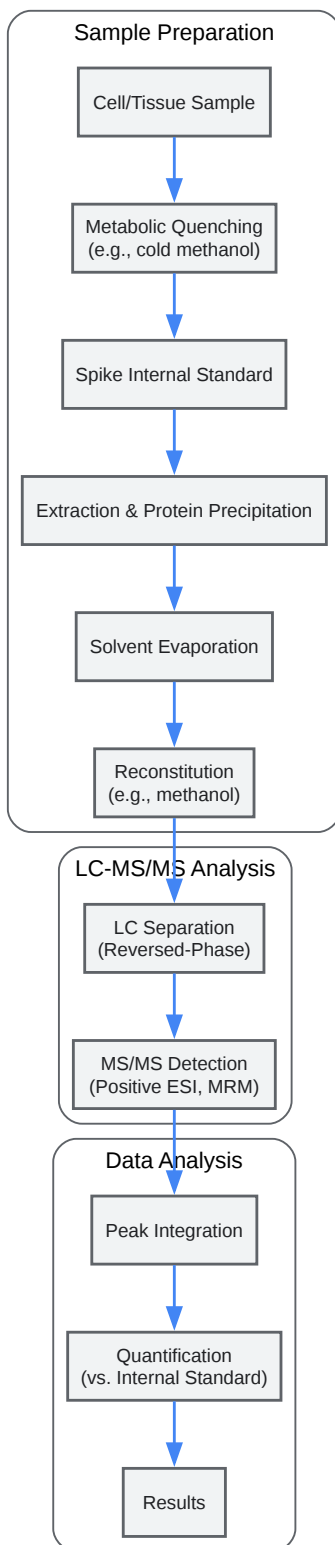 Sample Preparation
Cell/Tissue Sample
Metabolic Quenching
(e.g., cold methanol)
Spike Internal Standard
Extraction & Protein Precipitation
Solvent Evaporation
Reconstitution
(e.g., methanol)
LC-MS/MS Analysis
LC Separation
(Reversed-Phase)
MS/MS Detection
(Positive ESI, MRM)
Data Analysis
Peak Integration
Quantification
(vs. Internal Standard)
Results